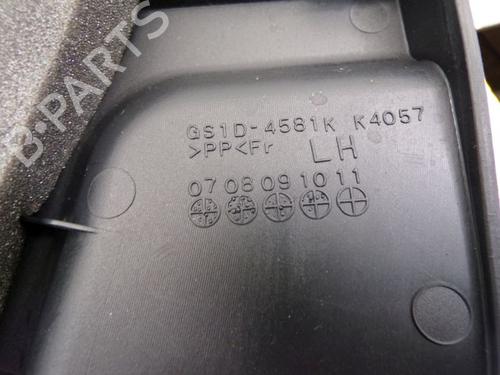 B-PARTS
GS1D-4581K K4057
>PP<Fr LH
07 08 09 10 11